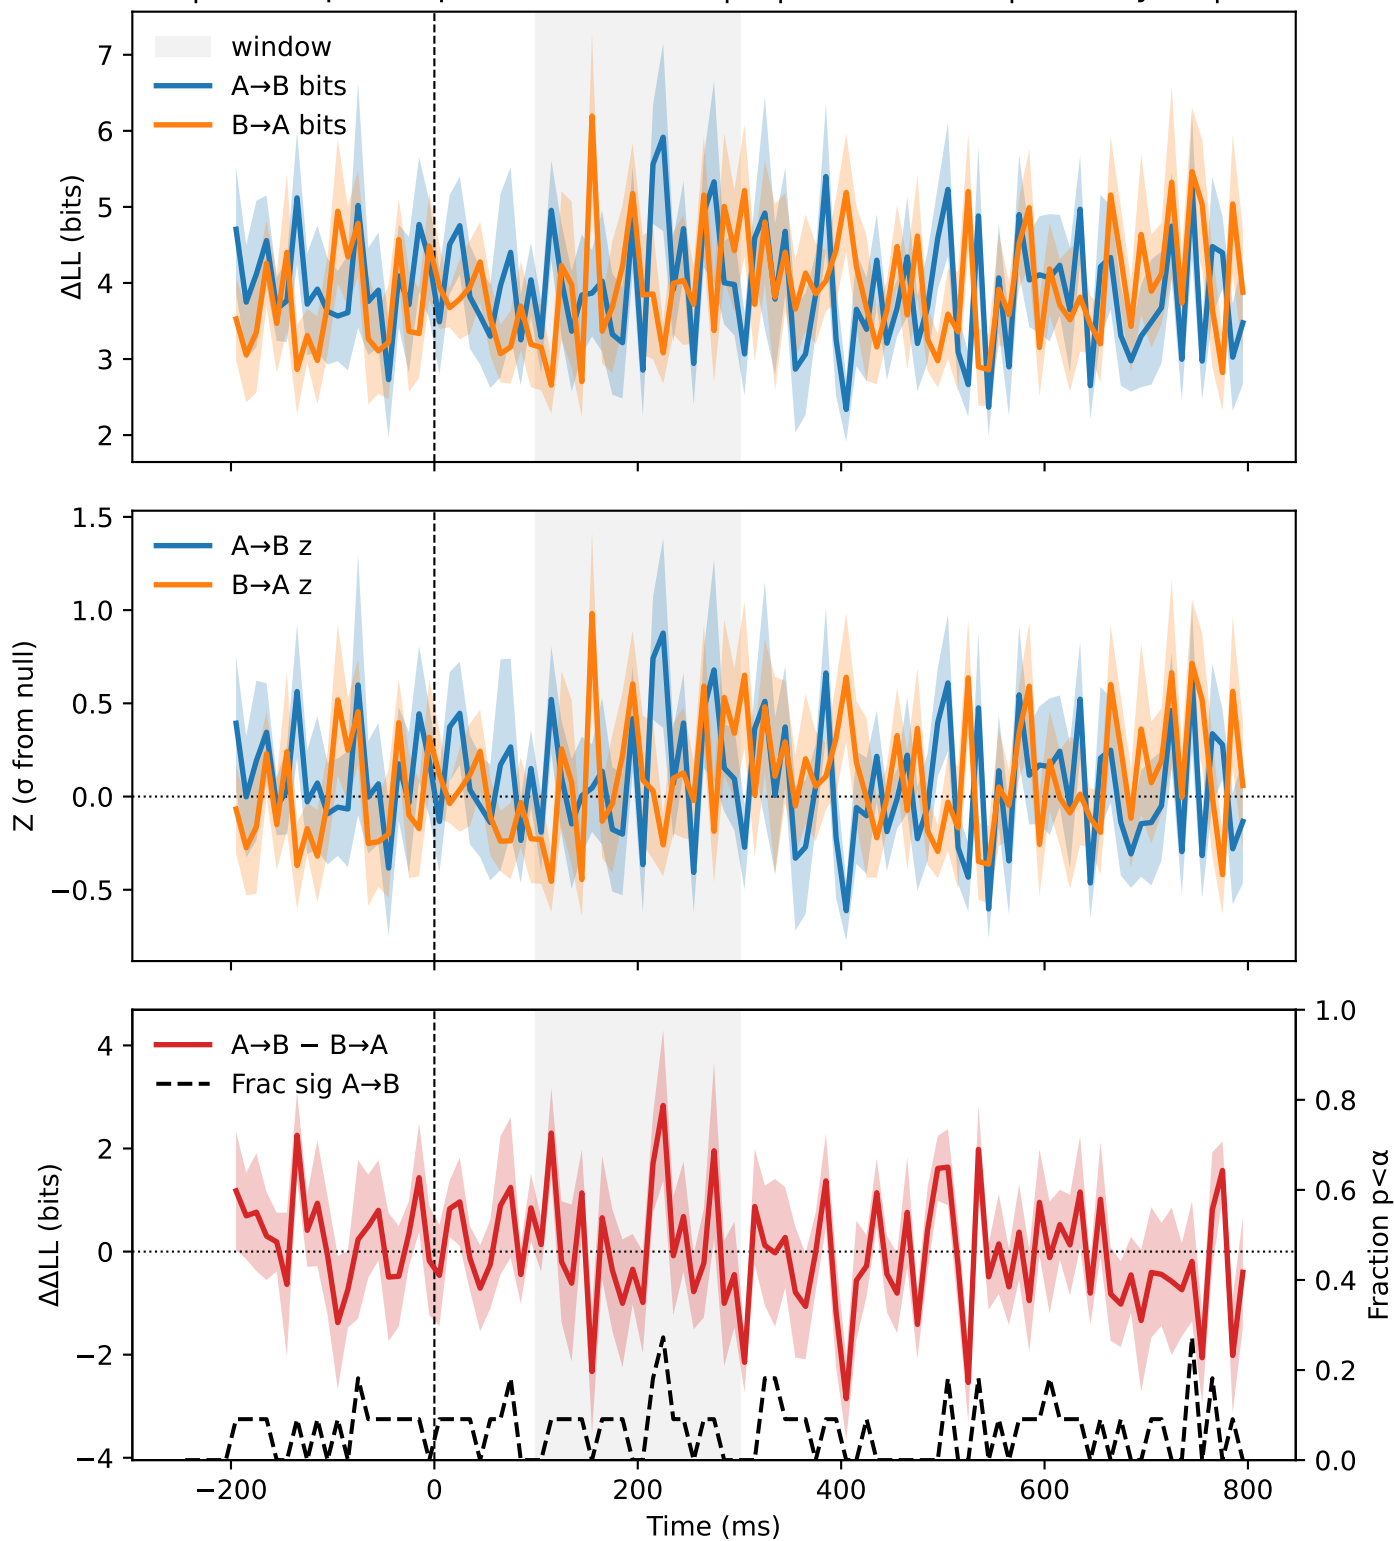 window
A→B bits
B→A bits
7
6
5
4
3
2
ΔLL (bits)
A→B z
B→A z
1.5
1.0
0.5
0.0
−0.5
Z (σ from null)
A→B − B→A
Frac sig A→B
4
2
0
−2
−4
ΔΔLL (bits)
1.0
0.8
0.6
0.4
0.2
0.0
Fraction p<α
−200 0 200 400 600 800
Time (ms)